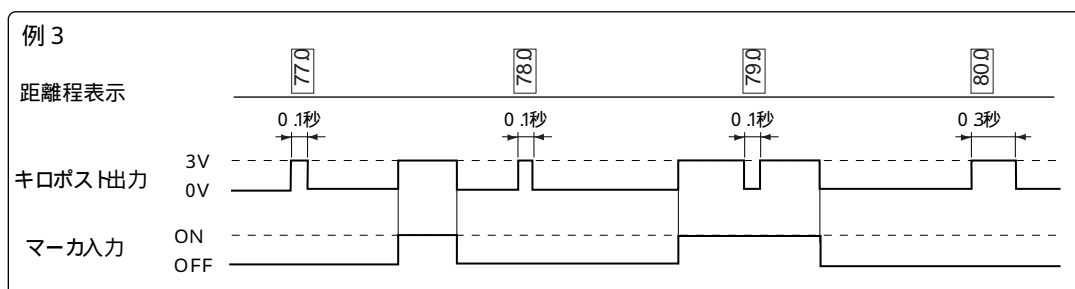 例 3
距離程表示
77.0
78.0
79.0
80.0
0 .1秒
0 .1秒
0 .1秒
0 3秒
キロポスト出力
3V
0V
マーカ入力
ON
OFF